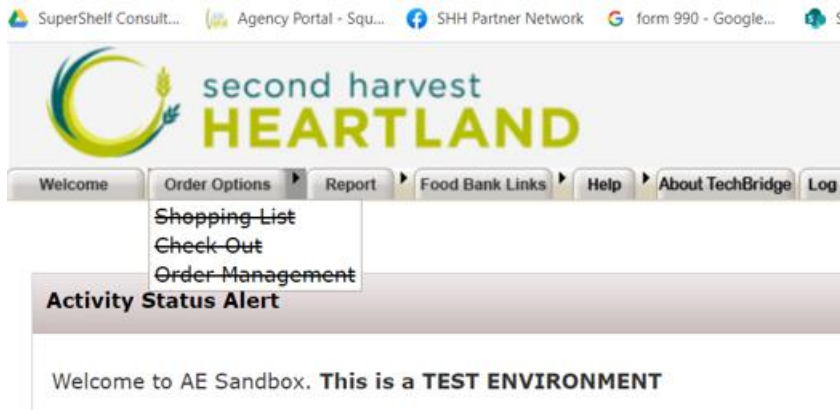 SuperShelf Consult... Agency Portal - Squ... SHH Partner Network form 990 - Google...
second harvest
HEARTLAND
Welcome Order Options Report Food Bank Links Help About TechBridge Log
Shopping List
Check Out
Order Management
Activity Status Alert
Welcome to AE Sandbox. This is a TEST ENVIRONMENT